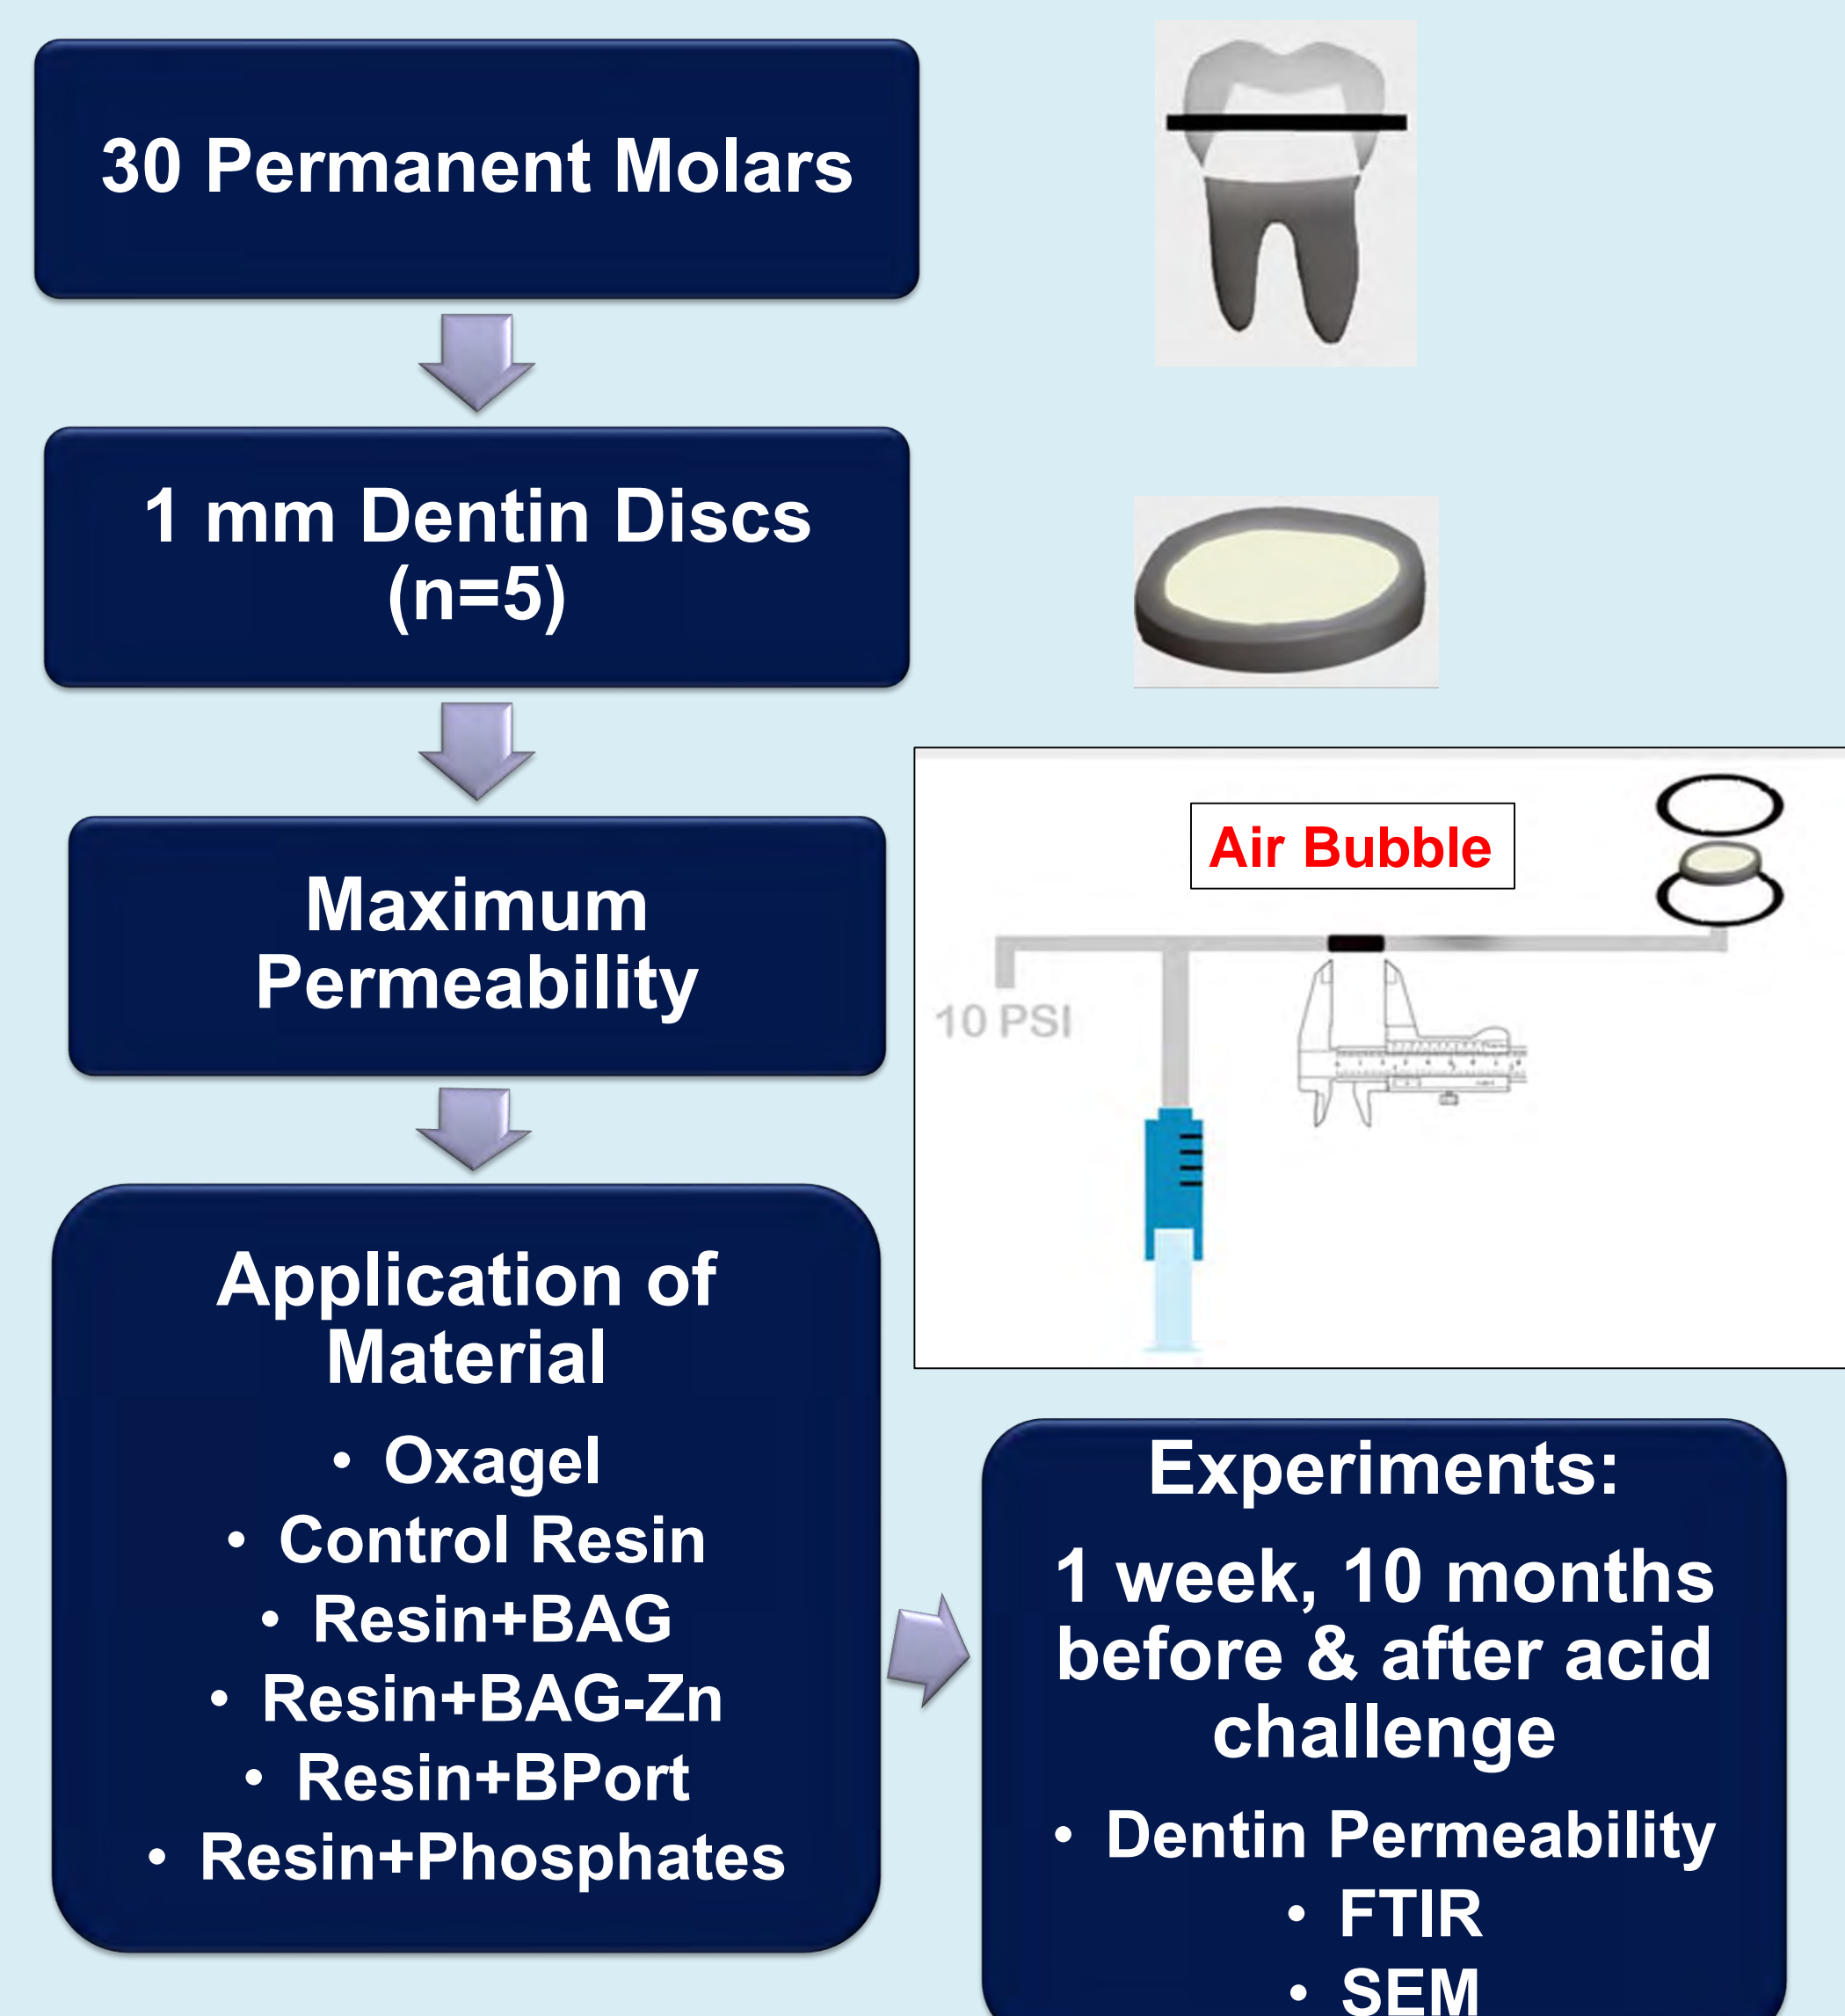 30 Permanent Molars
1 mm Dentin Discs
(n=5)
Maximum
Permeability
Air Bubble
10 PSI
Application of
Material
• Oxagel
• Control Resin
• Resin+BAG
• Resin+BAG-Zn
• Resin+BPort
• Resin+Phosphates
Experiments:
1 week, 10 months
before & after acid
challenge
• Dentin Permeability
• FTIR
• SEM